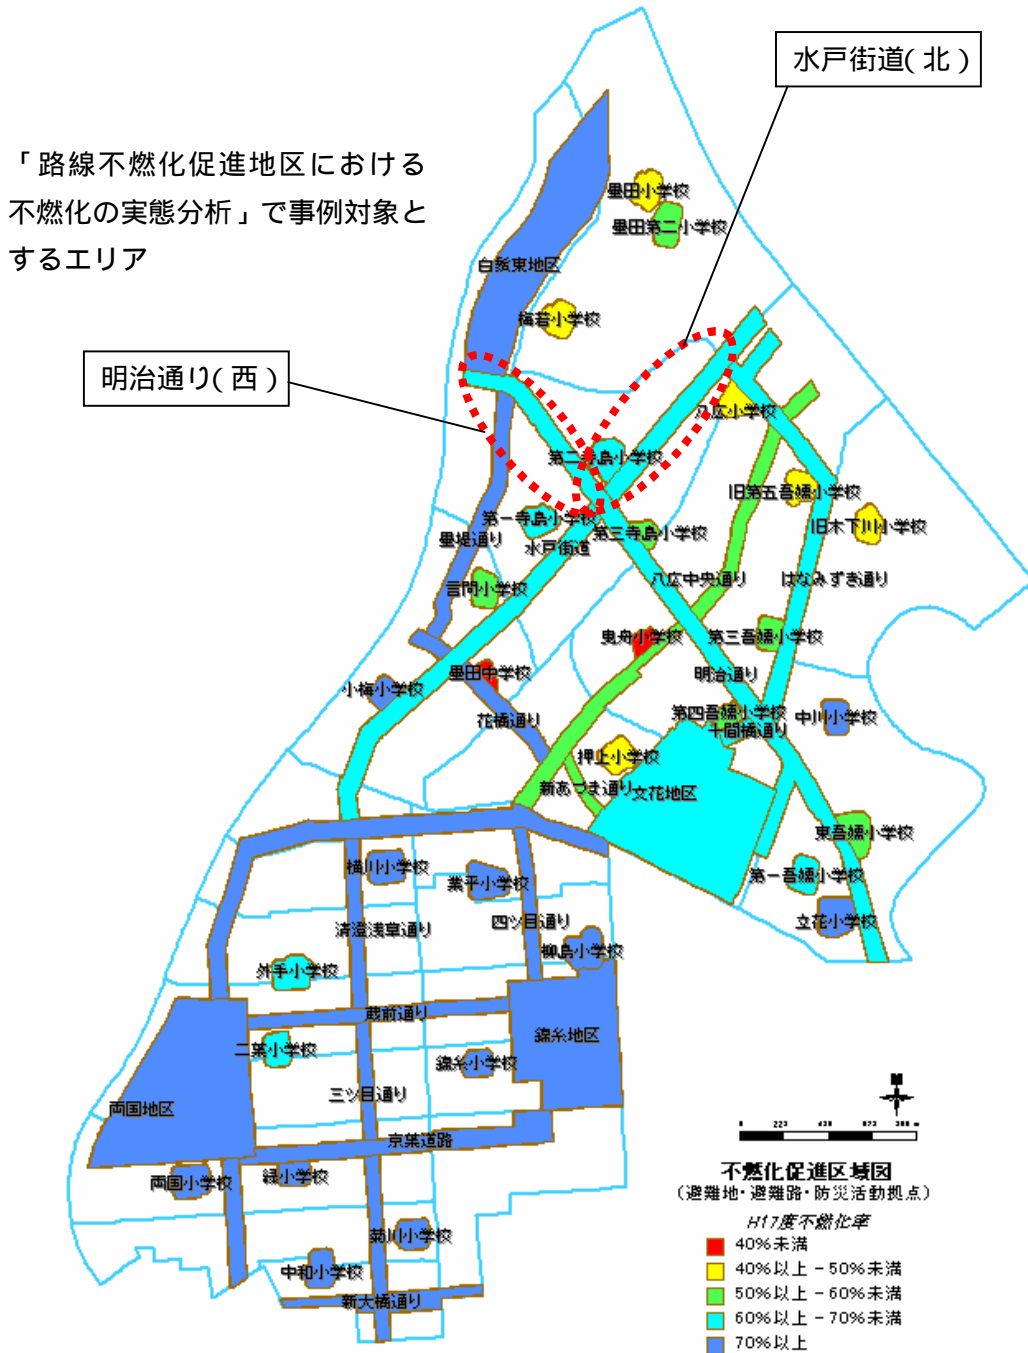 水戸街道(北)
「路線不燃化促進地区における
不燃化の実態分析」で事例対象と
するエリア
墨田小学校
墨田第二小学校
白鬚東地区
梅若小学校
明治通り(西)
八広小学校
第二寺島小学校
旧第五吾嬬小学校
第一寺島小学校
旧木下川小学校
第三寺島小学校
墨堤通り
水戸街道
八広中央通り
はなみずき通り
言問小学校
曳舟小学校
第三吾嬬小学校
墨田中学校
明治通り
小梅小学校
第四吾嬬小学校
中川小学校
花橋通り
十間橋通り
押上小学校
新あづま通り
文花地区
東吾嬬小学校
横川小学校
業平小学校
第一吾嬬小学校
清澄浅草通り
四ツ目通り
立花小学校
柳島小学校
外手小学校
蔵前通り
錦糸地区
二葉小学校
錦糸小学校
三ツ目通り
両国地区
京葉道路
両国小学校
緑小学校
菊川小学校
中和小学校
新大橋通り
N
不燃化促進区域図
(避難地・避難路・防災活動拠点)
H17度不燃化率
40%未満
40%以上 - 50%未満
50%以上 - 60%未満
60%以上 - 70%未満
70%以上